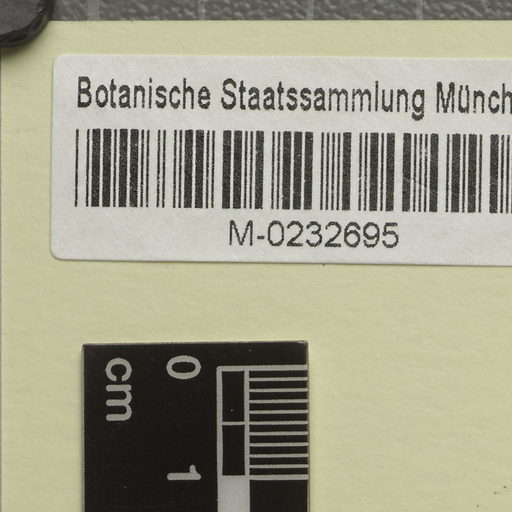 Botanische Staatssammlung Münch
M-0232695
cm
0
1